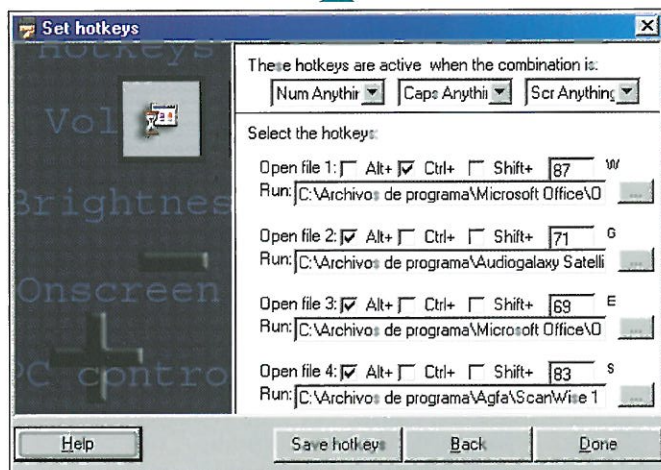 Set hotkeys
Hotkeys
Vol
Brightnes
Onscreen
PC contro
These hotkeys are active when the combination is:
Num Anythir Caps Anythii Scr Anything
Select the hotkeys:
Open file 1: Alt+ Ctrl+ Shift+ 87 W
Run: C:\Archivos de programa\Microsoft Office\O ...
Open file 2: Alt+ Ctrl+ Shift+ 71 G
Run: C:\Archivos de programa\Audiogalaxy Satelli ...
Open file 3: Alt+ Ctrl+ Shift+ 69 E
Run: C:\Archivos de programa\Microsoft Office\O ...
Open file 4: Alt+ Ctrl+ Shift+ 83 S
Run: C:\Archivos de programa\Agfa\ScanWise 1 ...
Help Save hotkeys Back Done